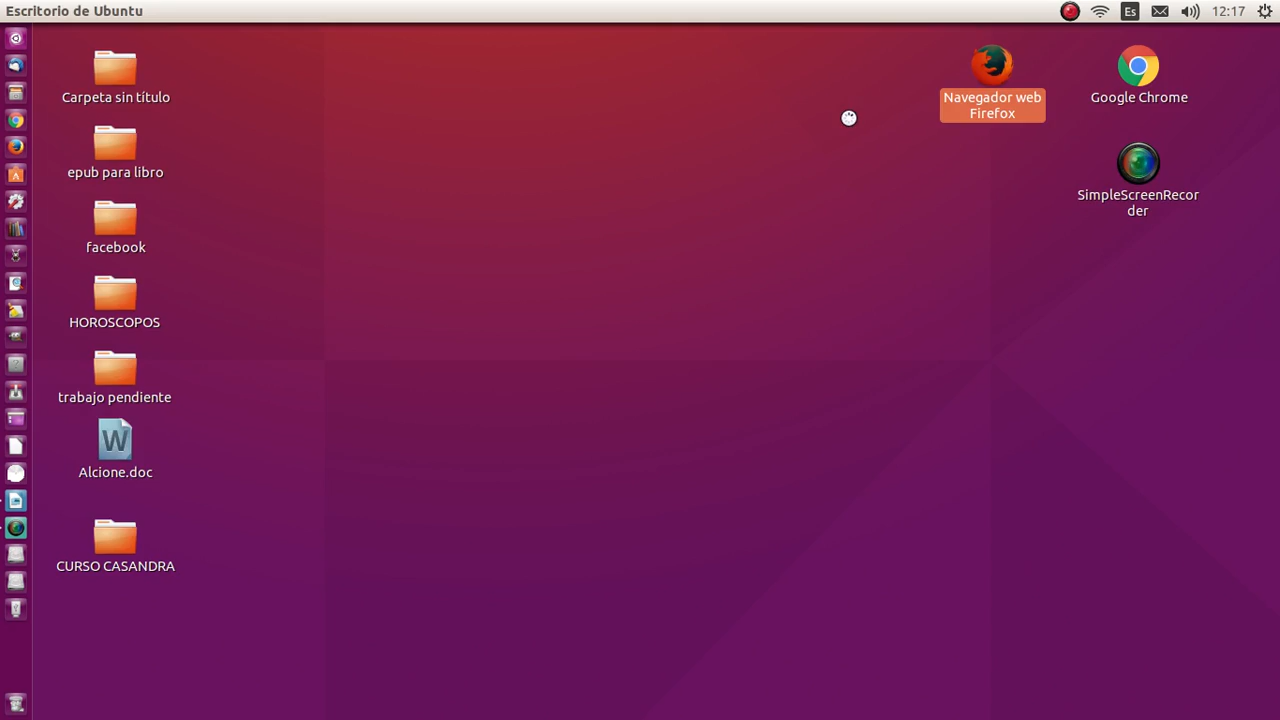 Escritorio de Ubuntu
Es
12:17
Carpeta sin título
epub para libro
facebook
HOROSCOPOS
trabajo pendiente
W
Alcione.doc
CURSO CASANDRA
Navegador web
Firefox
Google Chrome
SimpleScreenRecor
der